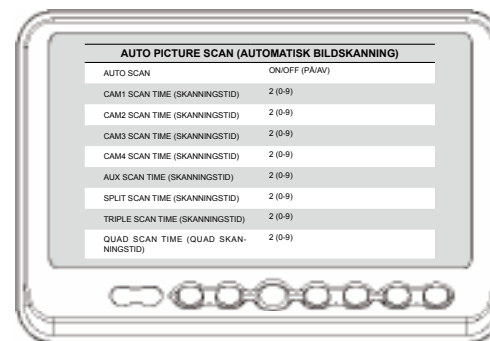 AUTO PICTURE SCAN (AUTOMATISK BILDSKANNING)
AUTO SCAN ON/OFF (PÅ/AV)
CAM1 SCAN TIME (SKANNINGSTID) 2 (0-9)
CAM2 SCAN TIME (SKANNINGSTID) 2 (0-9)
CAM3 SCAN TIME (SKANNINGSTID) 2 (0-9)
CAM4 SCAN TIME (SKANNINGSTID) 2 (0-9)
AUX SCAN TIME (SKANNINGSTID) 2 (0-9)
SPLIT SCAN TIME (SKANNINGSTID) 2 (0-9)
TRIPLE SCAN TIME (SKANNINGSTID) 2 (0-9)
QUAD SCAN TIME (QUAD SKAN- 2 (0-9)
NINGSTID)